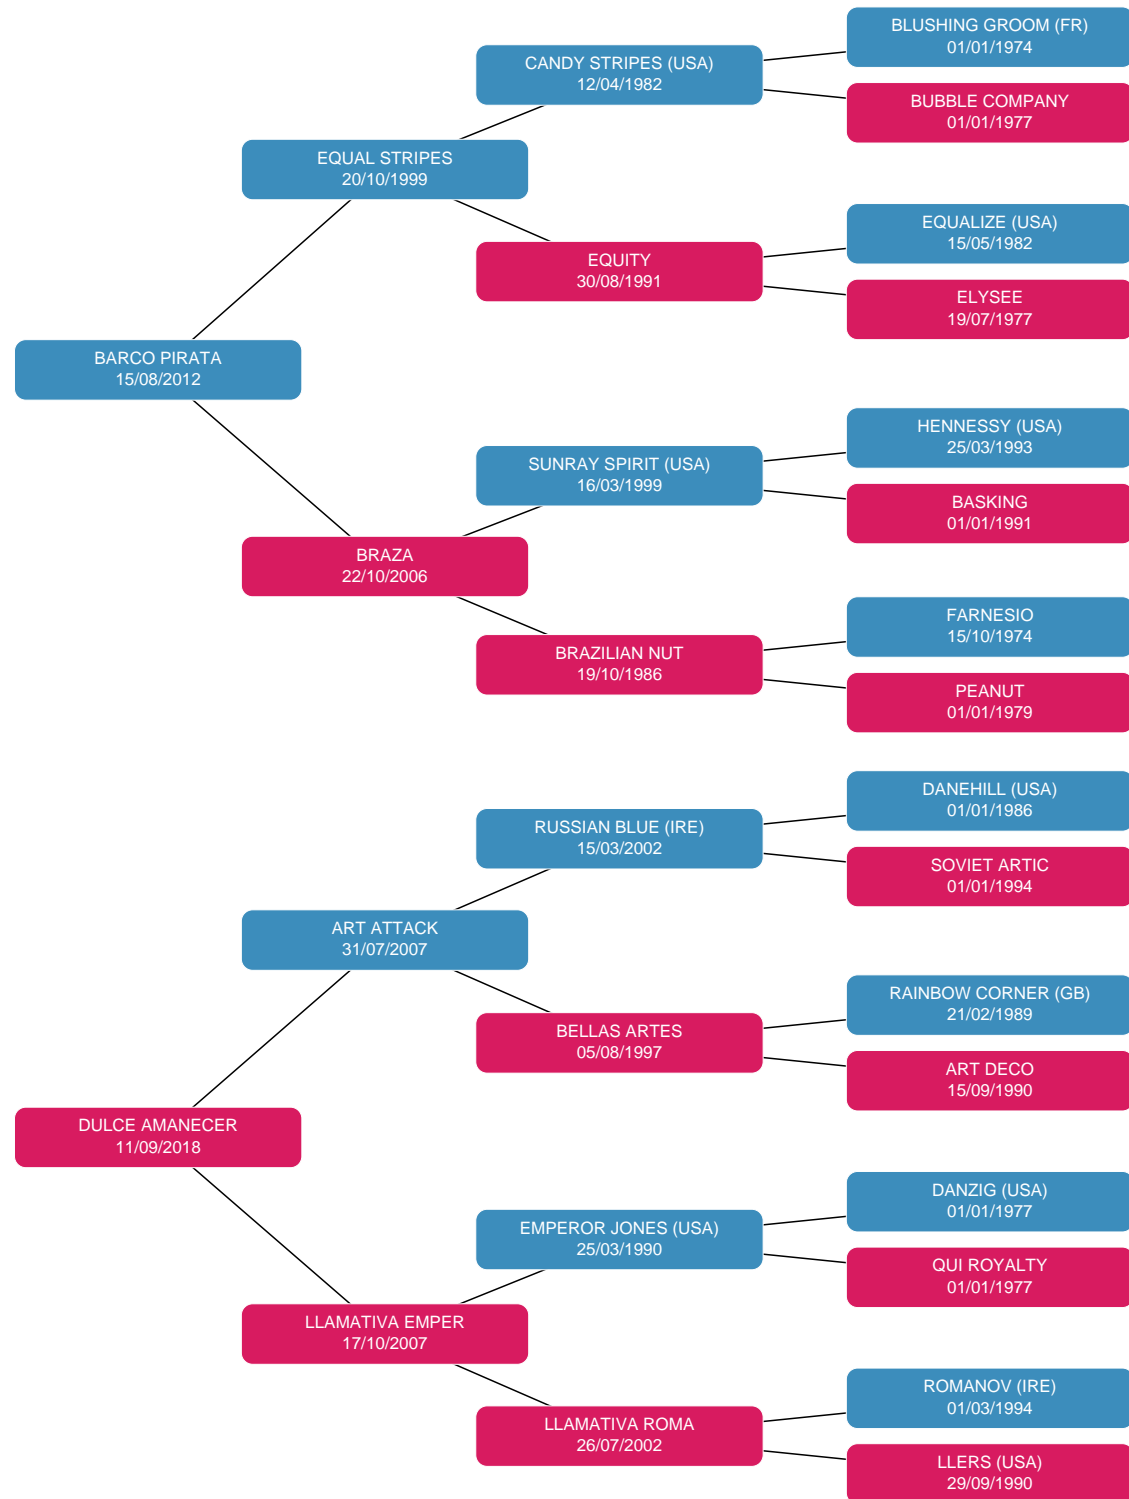 BLUSHING GROOM (FR)
01/01/1974
CANDY STRIPES (USA)
12/04/1982
BUBBLE COMPANY
01/01/1977
EQUAL STRIPES
20/10/1999
EQUALIZE (USA)
15/05/1982
EQUITY
30/08/1991
ELYSEE
19/07/1977
BARCO PIRATA
15/08/2012
HENNESSY (USA)
25/03/1993
SUNRAY SPIRIT (USA)
16/03/1999
BASKING
01/01/1991
BRAZA
22/10/2006
FARNESIO
15/10/1974
BRAZILIAN NUT
19/10/1986
PEANUT
01/01/1979
DANEHILL (USA)
01/01/1986
RUSSIAN BLUE (IRE)
15/03/2002
SOVIET ARTIC
01/01/1994
ART ATTACK
31/07/2007
RAINBOW CORNER (GB)
21/02/1989
BELLAS ARTES
05/08/1997
ART DECO
15/09/1990
DULCE AMANECER
11/09/2018
DANZIG (USA)
01/01/1977
EMPEROR JONES (USA)
25/03/1990
QUI ROYALTY
01/01/1977
LLAMATIVA EMPER
17/10/2007
ROMANOV (IRE)
01/03/1994
LLAMATIVA ROMA
26/07/2002
LLERS (USA)
29/09/1990